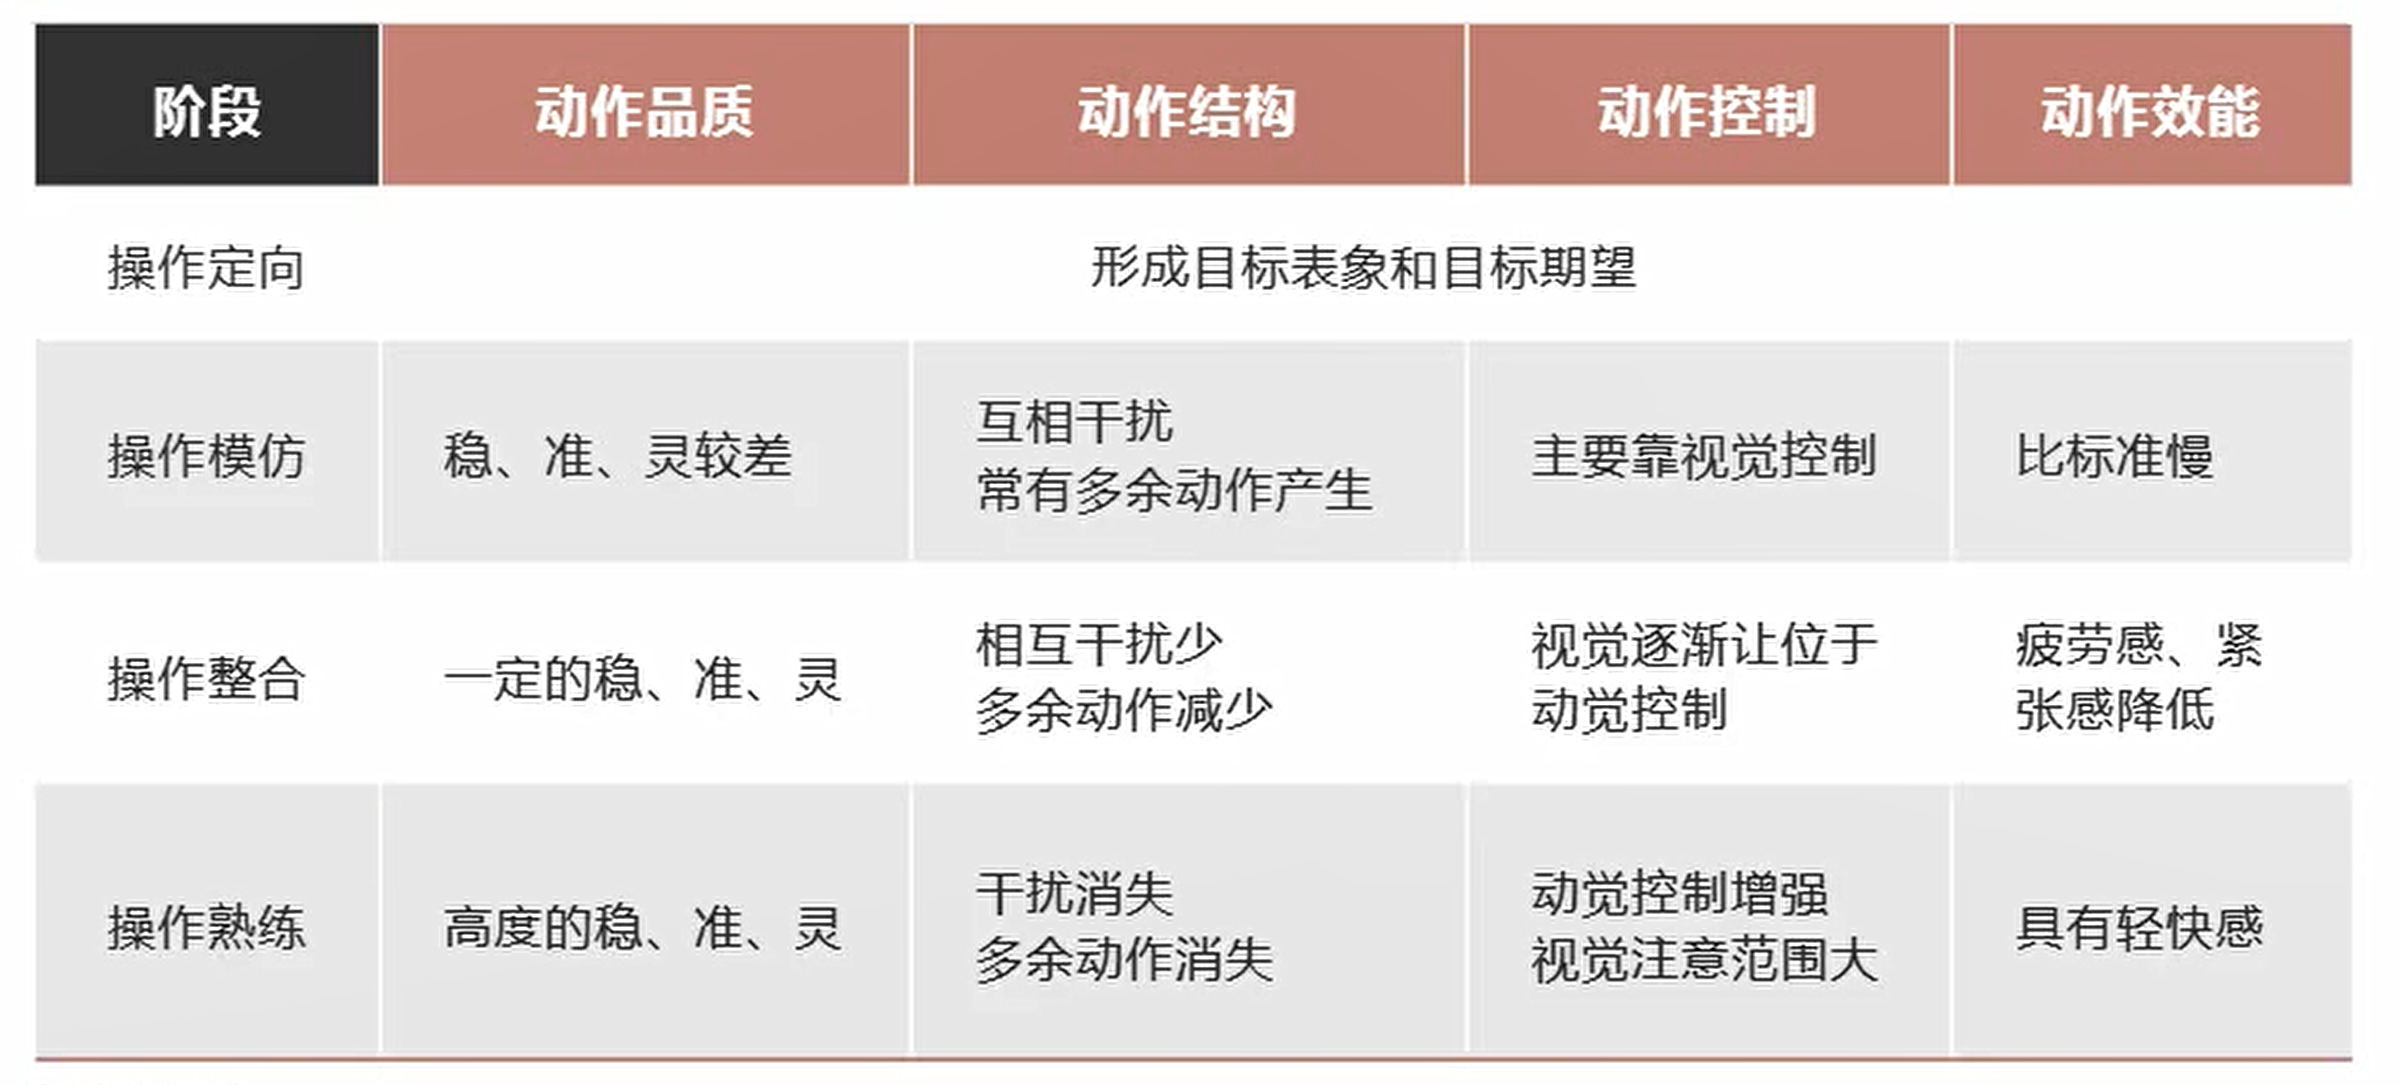 阶段 动作品质 动作结构 动作控制 动作效能
操作定向 形成目标表象和目标期望
操作模仿 稳、准、灵较差 互相干扰 主要靠视觉控制 比标准慢
常有多余动作产生
操作整合 一定的稳、准、灵 相互干扰少 视觉逐渐让位于 疲劳感、紧
多余动作减少 动觉控制 张感降低
操作熟练 高度的稳、准、灵 干扰消失 动觉控制增强 具有轻快感
多余动作消失 视觉注意范围大